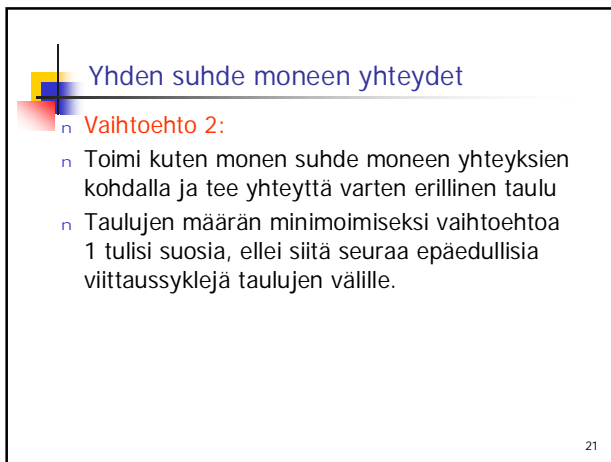 Yhden suhde moneen yhteydet
n Vaihtoehto 2:
n Toimi kuten monen suhde moneen yhteyksien
kohdalla ja tee yhteyttä varten erillinen taulu
n Taulujen määrän minimoimiseksi vaihtoehtoa
1 tulisi suosia, ellei siitä seuraa epäedullisia
viittaussyklejä taulujen välille.
21